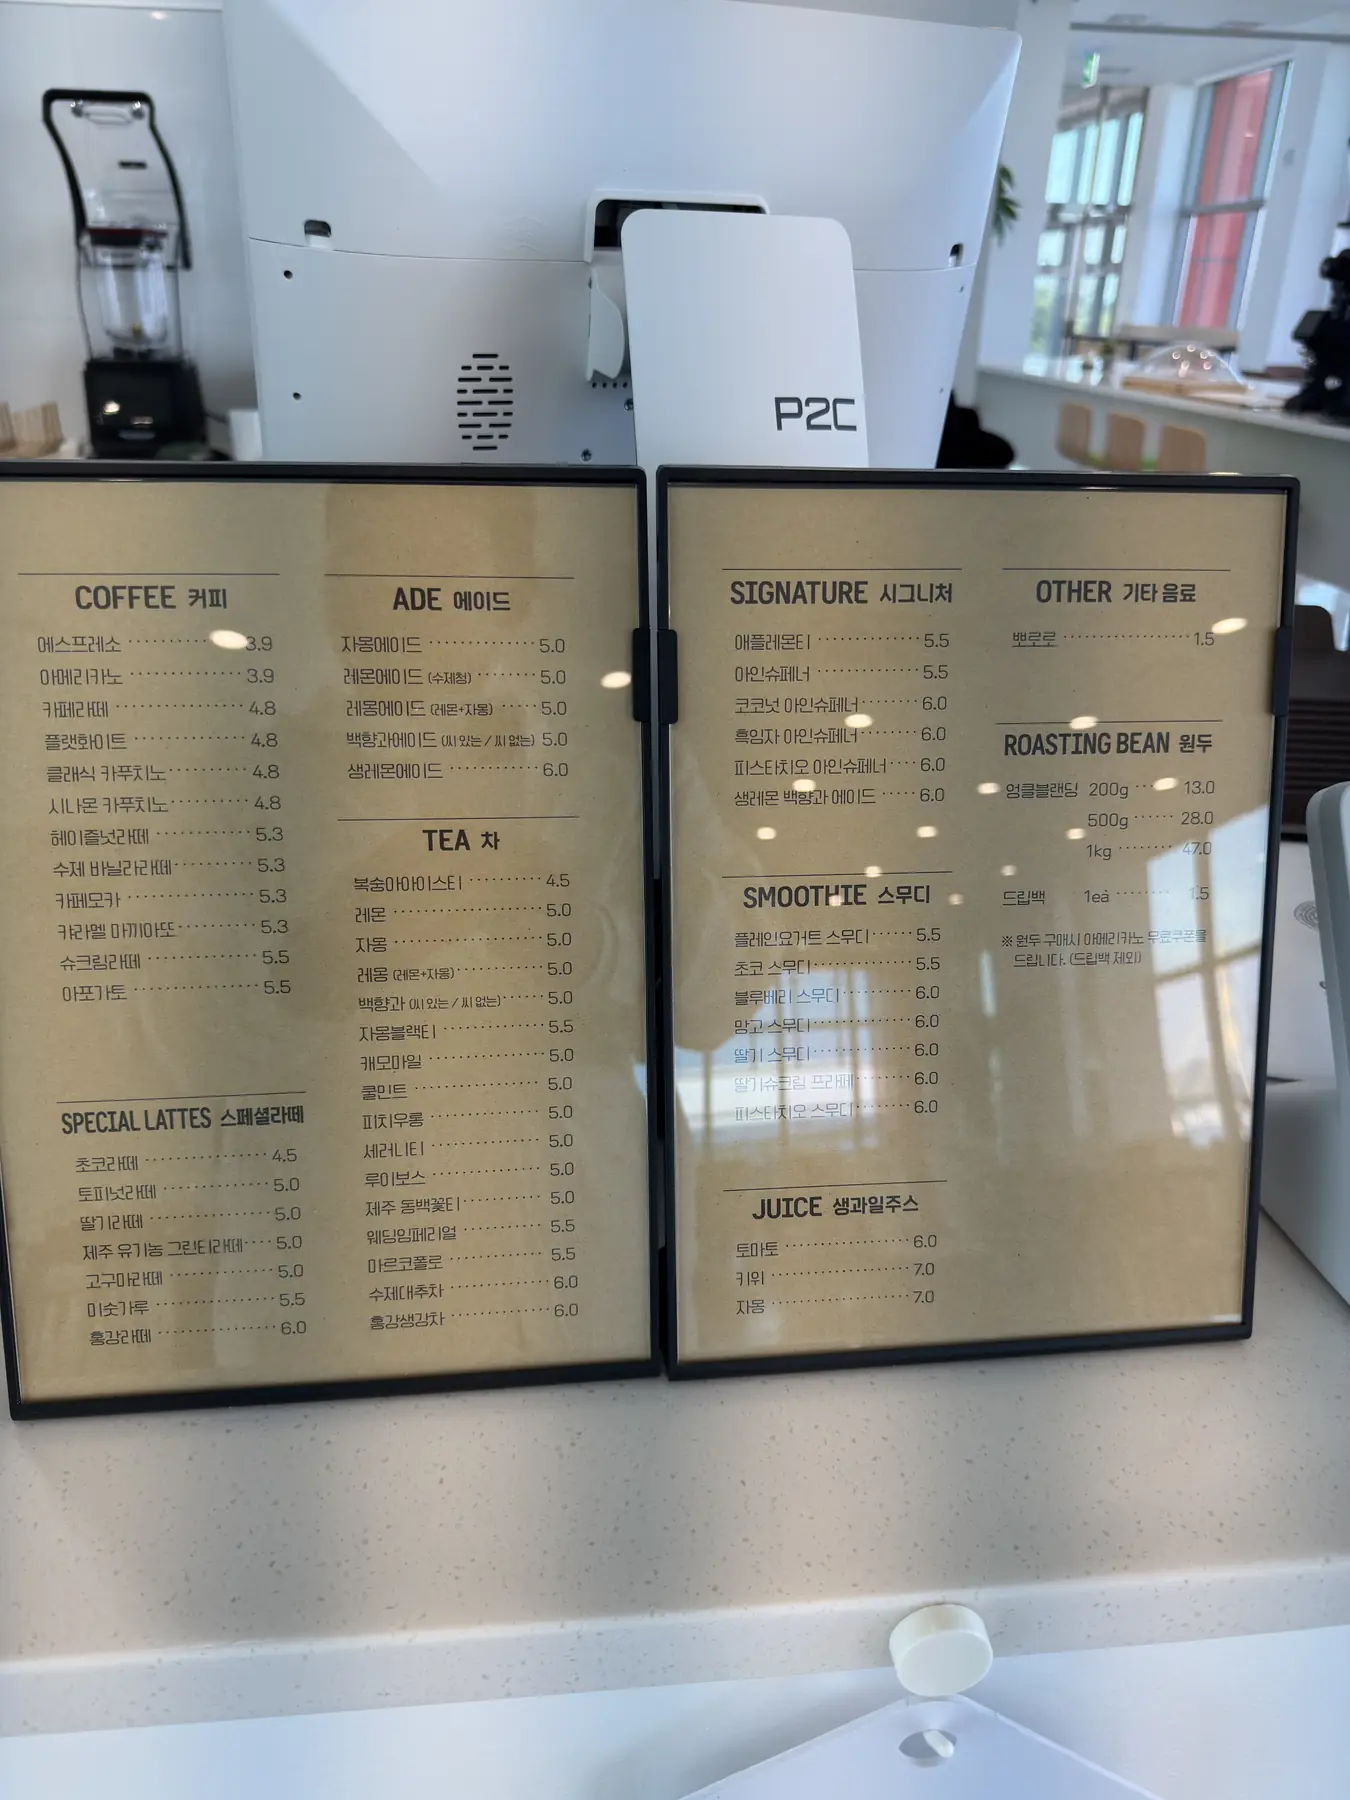 P2C
COFFEE 커피
에스프레소 3.9
아메리카노 3.9
카페라떼 4.8
플랫화이트 4.8
클래식 카푸치노 4.8
시나몬 카푸치노 4.8
헤이즐넛라떼 5.3
수제 바닐라라떼 5.3
카페모카 5.3
캬라멜 마끼아또 5.3
슈크림라떼 5.5
아포가토 5.5
SPECIAL LATTES 스페셜라떼
초코라떼 4.5
토피넛라떼 5.0
딸기라떼 5.0
제주 유기농 그린티라떼 5.0
고구마라떼 5.0
미숫가루 5.5
홍삼라떼 6.0
ADE 에이드
자몽에이드 5.0
레몬에이드 (수제청) 5.0
레몽에이드 (레몬+자몽) 5.0
백향과에이드 (씨 있는 / 씨 없는) 5.0
생레몬에이드 6.0
TEA 차
복숭아아이스티 4.5
레몬 5.0
자몽 5.0
레몽 (레몬+자몽) 5.0
백향과 (씨 있는 / 씨 없는) 5.0
자몽블랙티 5.5
캐모마일 5.0
쿨민트 5.0
피치우롱 5.0
세러니티 5.0
루이보스 5.0
제주 동백꽃티 5.0
웨딩임페리얼 5.5
마르코폴로 5.5
수제대추차 6.0
홍삼생강차 6.0
SIGNATURE 시그니처
애플레몬티 5.5
아인슈페너 5.5
코코넛 아인슈페너 6.0
흑임자 아인슈페너 6.0
피스타치오 아인슈페너 6.0
생레몬 백향과 에이드 6.0
SMOOTHIE 스무디
플레인요거트 스무디 5.5
초코 스무디 5.5
블루베리 스무디 6.0
망고 스무디 6.0
딸기 스무디 6.0
딸기슈크림 프라페 6.0
피스타치오 스무디 6.0
JUICE 생과일주스
토마토 6.0
키위 7.0
자몽 7.0
OTHER 기타 음료
뽀로로 1.5
ROASTING BEAN 원두
엉클블랜딩 200g 13.0
500g 28.0
1kg 47.0
드립백 1ea 1.5
※ 원두 구매시 아메리카노 무료쿠폰을
드립니다. (드립백 제외)